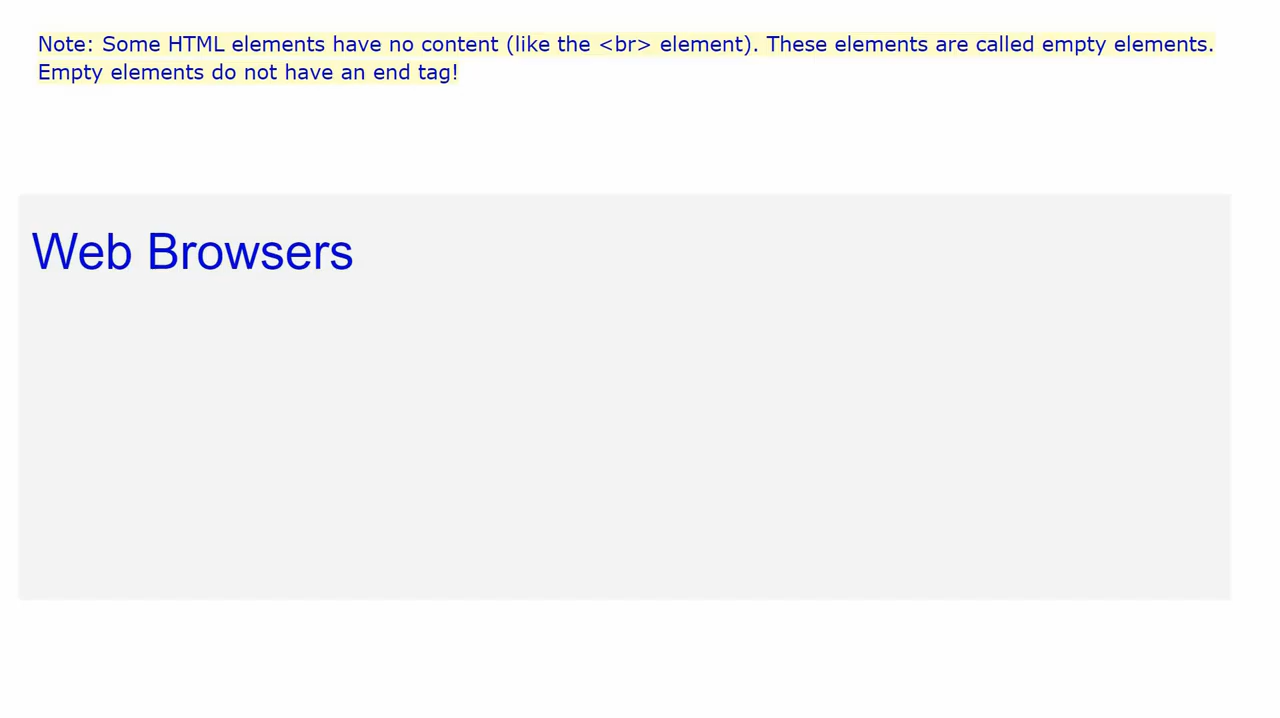 Note: Some HTML elements have no content (like the <br> element). These elements are called empty elements.
Empty elements do not have an end tag!
Web Browsers